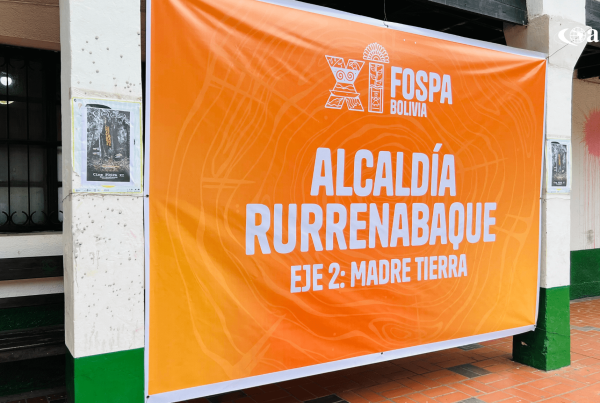 XI FOSPA
BOLIVIA
ALCALDÍA
RURRENABAQUE
EJE 2: MADRE TIERRA